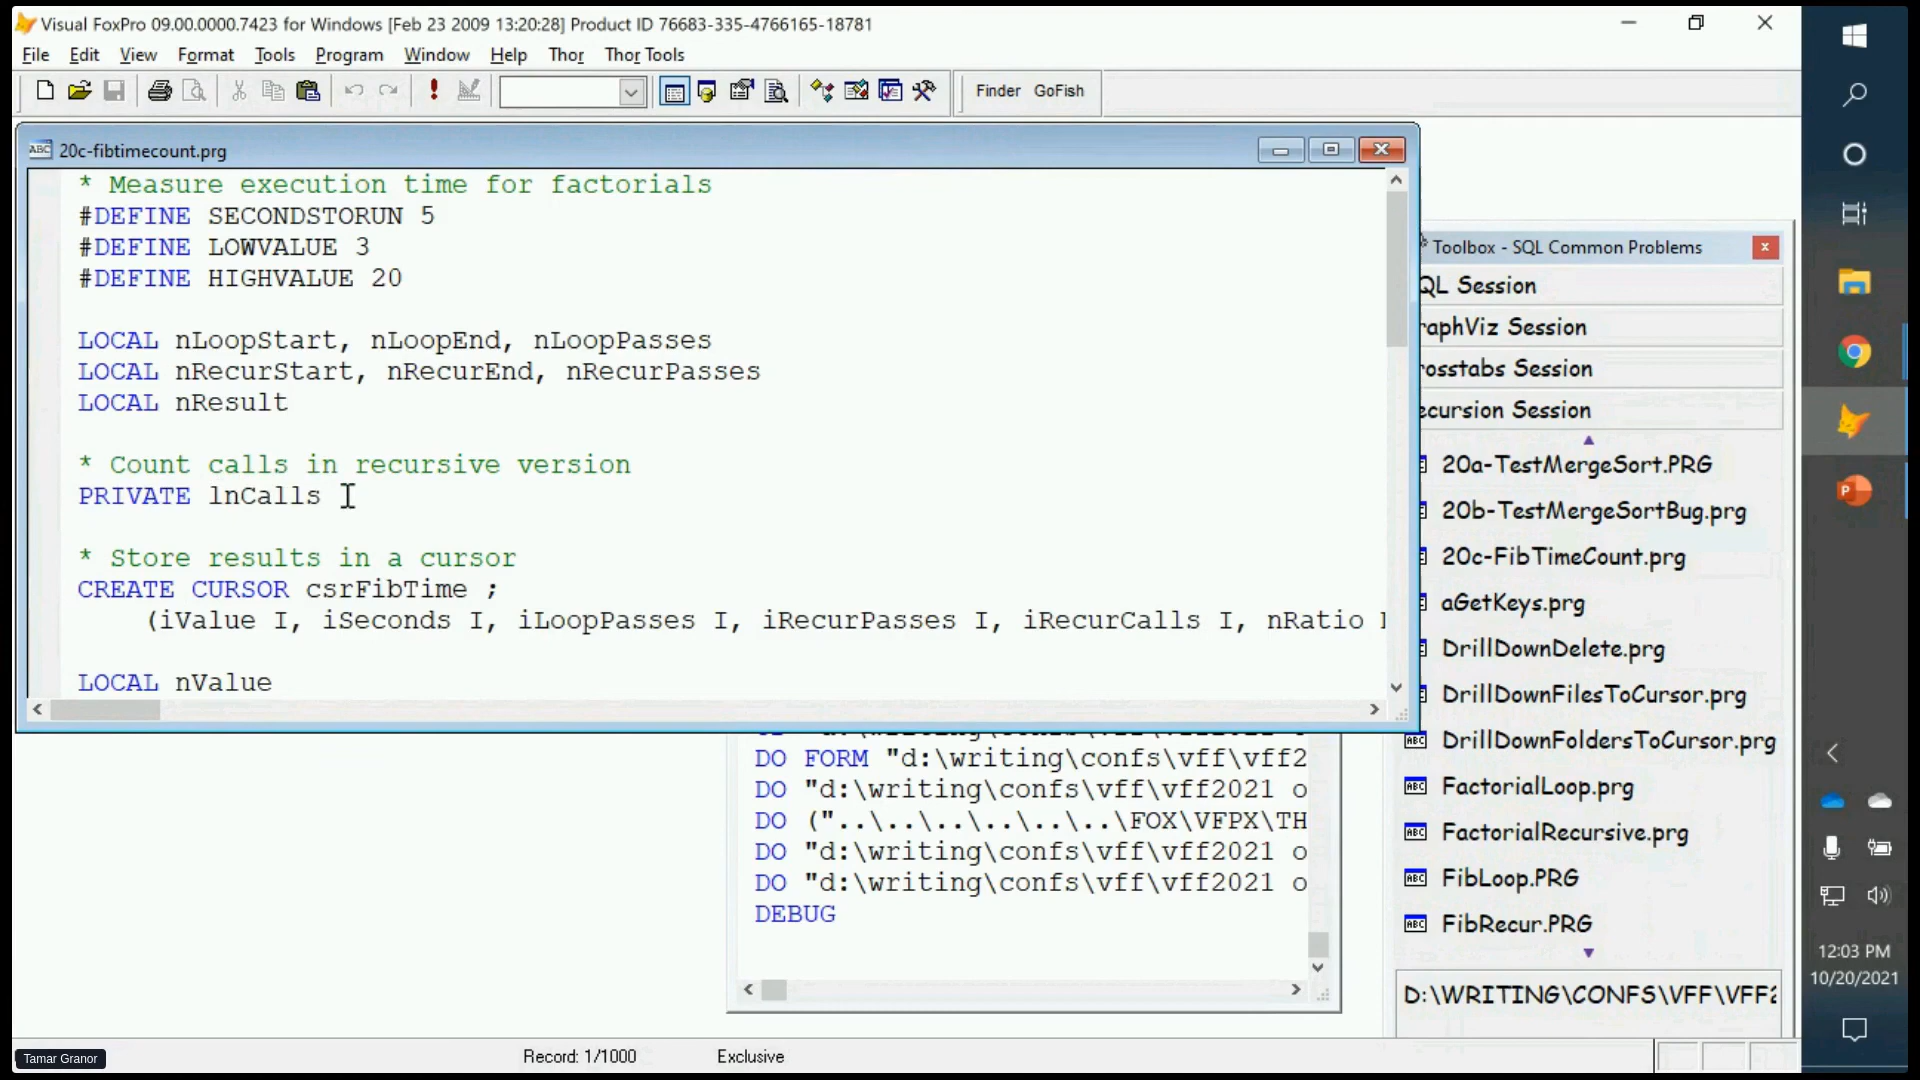 Visual FoxPro 09.00.0000.7423 for Windows [Feb 23 2009 13:20:28] Product ID 76683-335-4766165-18781
File Edit View Format Tools Program Window Help Thor Thor Tools
Finder GoFish
20c-fibtimecount.prg
* Measure execution time for factorials
#DEFINE SECONDSTORUN 5
#DEFINE LOWVALUE 3
#DEFINE HIGHVALUE 20
LOCAL nLoopStart, nLoopEnd, nLoopPasses
LOCAL nRecurStart, nRecurEnd, nRecurPasses
LOCAL nResult
* Count calls in recursive version
PRIVATE lnCalls
* Store results in a cursor
CREATE CURSOR csrFibTime ;
(iValue I, iSeconds I, iLoopPasses I, iRecurPasses I, iRecurCalls I, nRatio
LOCAL nValue
Toolbox - SQL Common Problems
QL Session
raphViz Session
rosstabs Session
ecursion Session
20a-TestMergeSort.PRG
20b-TestMergeSortBug.prg
20c-FibTimeCount.prg
aGetKeys.prg
DrillDownDelete.prg
DrillDownFilesToCursor.prg
DrillDownFoldersToCursor.prg
FactorialLoop.prg
FactorialRecursive.prg
FibLoop.PRG
FibRecur.PRG
D:\WRITING\CONFS\VFF\VFF2
DO FORM "d:\writing\confs\vff\vff2
DO "d:\writing\confs\vff\vff2021 o
DO ("..\..\..\..\..\..\FOX\VFPX\TH
DO "d:\writing\confs\vff\vff2021 o
DO "d:\writing\confs\vff\vff2021 o
DEBUG
Tamar Granor
Record: 1/1000
Exclusive
12:03 PM
10/20/2021